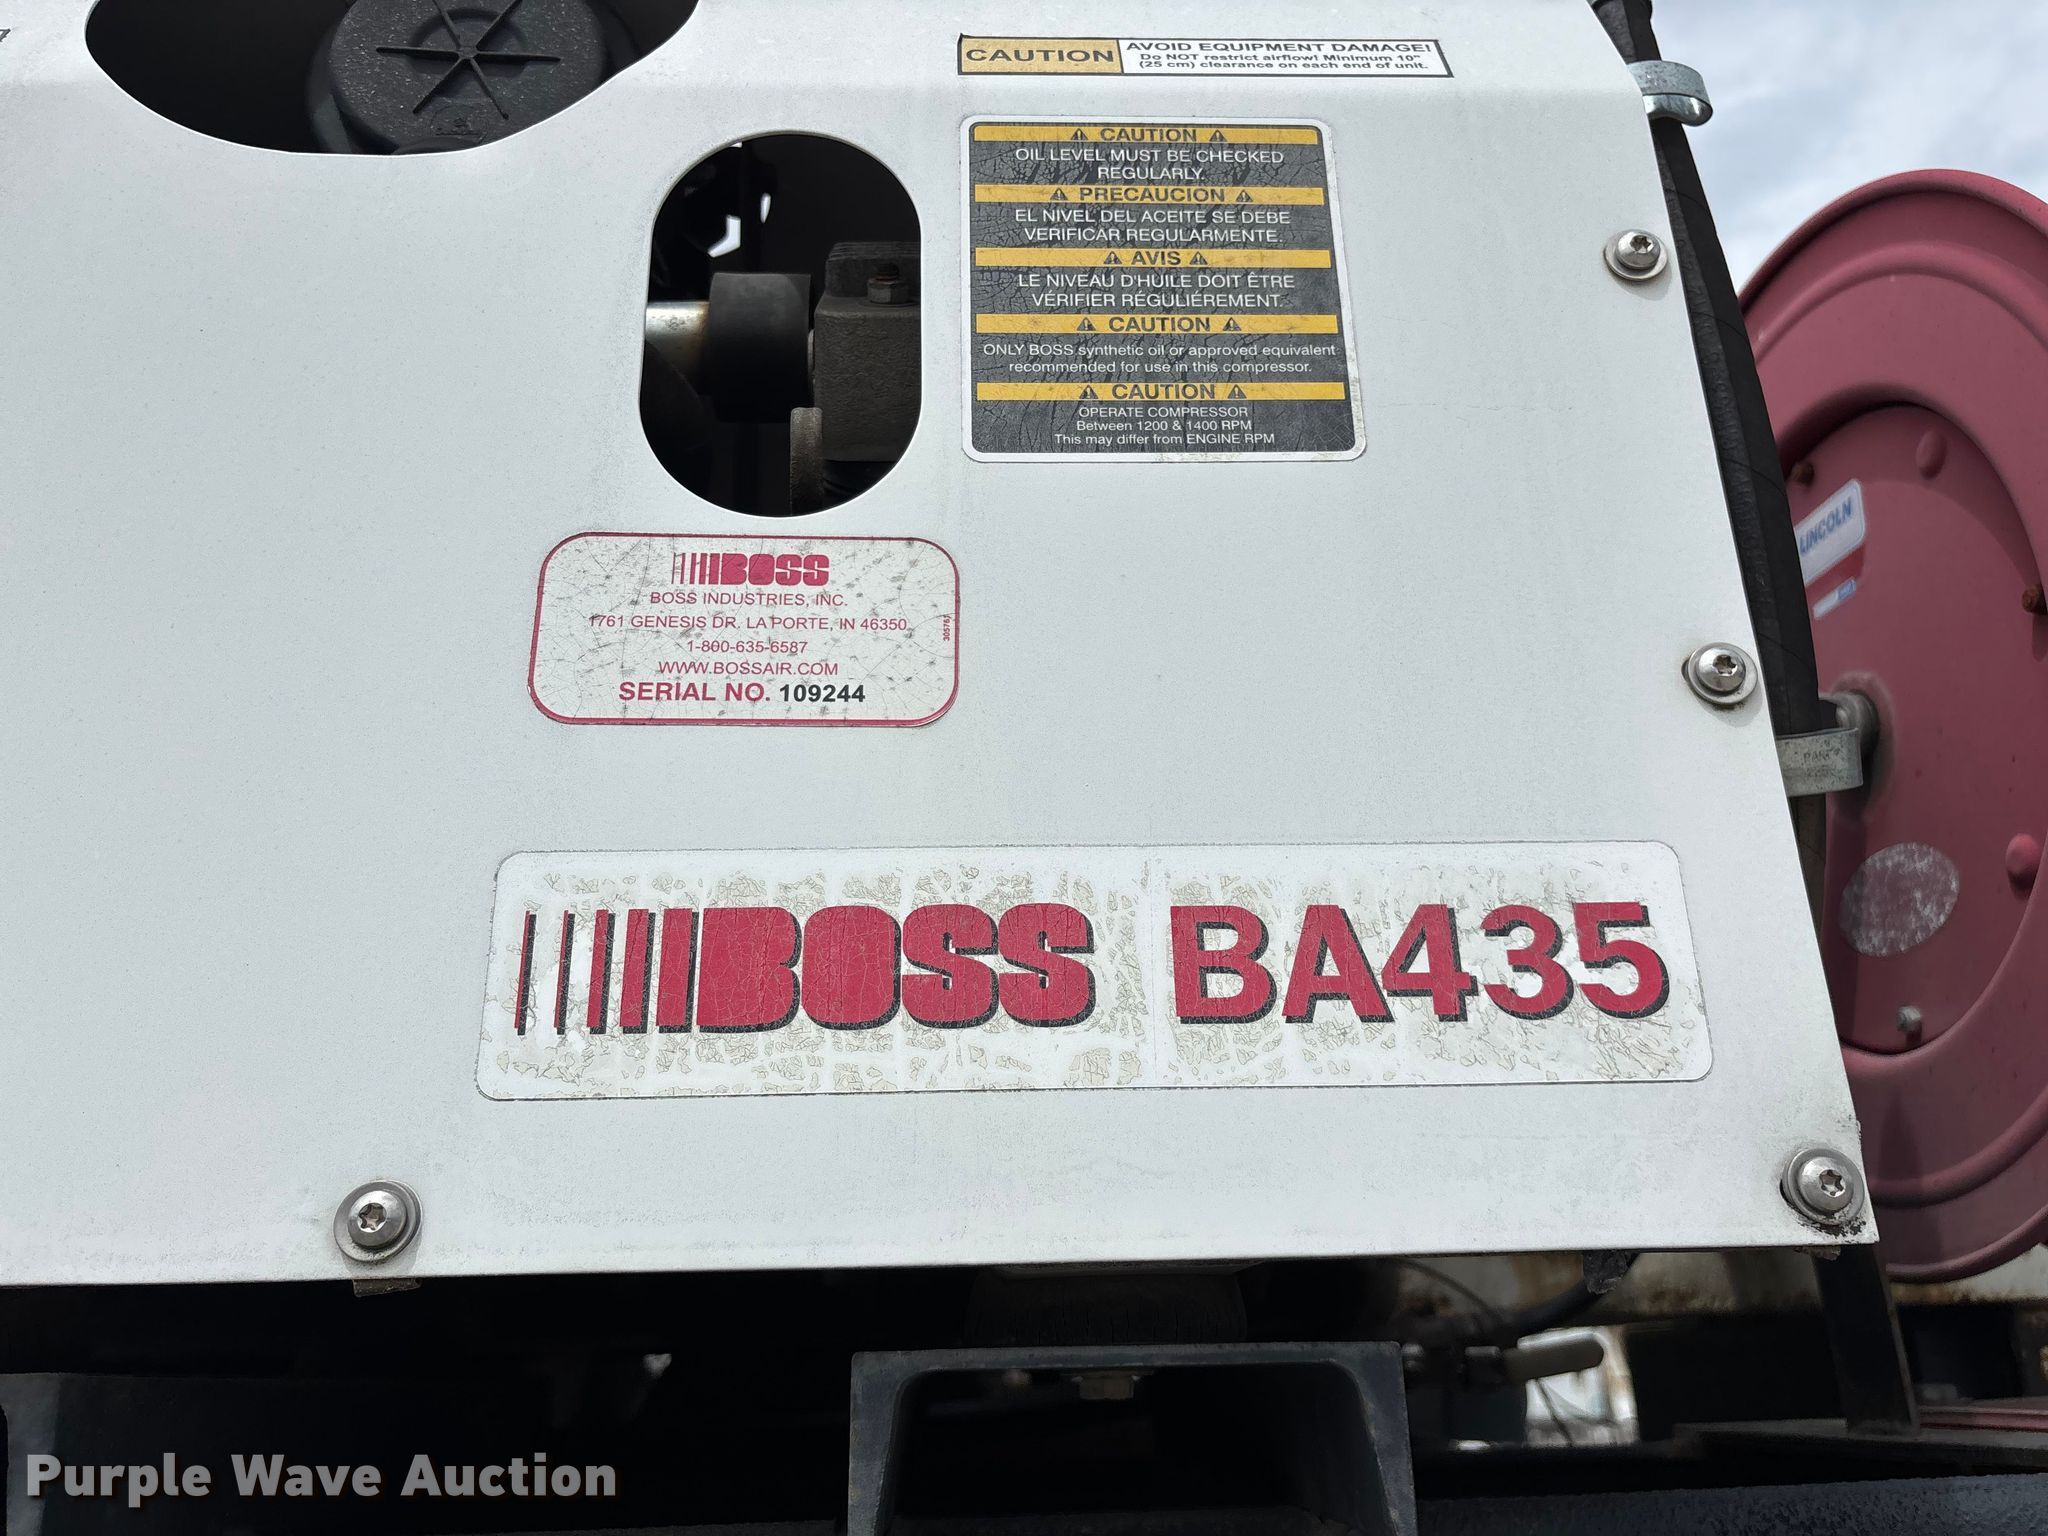 CAUTION AVOID EQUIPMENT DAMAGE!
Do NOT restrict airflow! Minimum 10"
(25 cm) clearance on each end of unit.
CAUTION
OIL LEVEL MUST BE CHECKED
REGULARLY.
PRECAUCION
EL NIVEL DEL ACEITE SE DEBE
VERIFICAR REGULARMENTE.
AVIS
LE NIVEAU D'HUILE DOIT ÊTRE
VÉRIFIER RÉGULIÉREMENT.
CAUTION
ONLY BOSS synthetic oil or approved equivalent
recommended for use in this compressor.
CAUTION
OPERATE COMPRESSOR
Between 1200 & 1400 RPM
This may differ from ENGINE RPM
LINCOLN
BOSS
BOSS INDUSTRIES, INC.
1761 GENESIS DR. LA PORTE, IN 46350
1-800-635-6587
WWW.BOSSAIR.COM
SERIAL NO. 109244
BOSS BA435
Purple Wave Auction